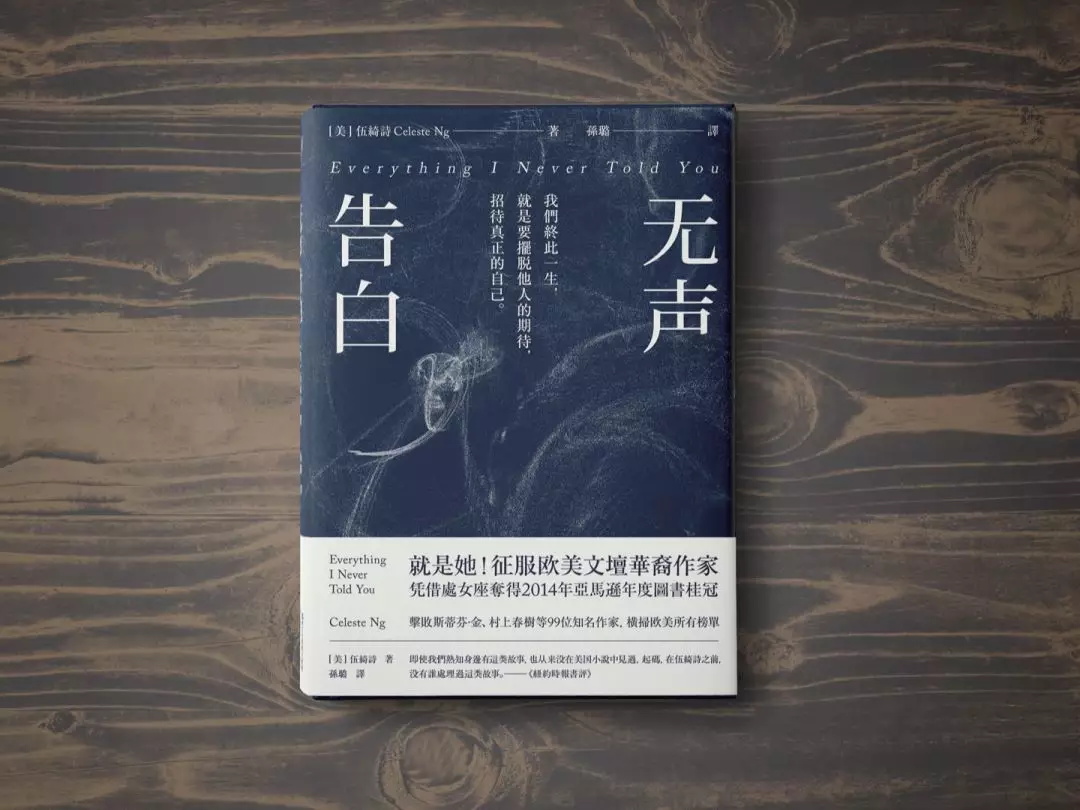 [美] 伍綺詩 Celeste Ng 著 孫璐 譯
Everything I Never Told You
无声
告白
我們終此一生，
就是要擺脱他人的期待，
招待真正的自己。
Everything
I Never
Told You
就是她！征服欧美文壇華裔作家
凭借處女座奪得2014年亞馬遜年度圖書桂冠
Celeste Ng
擊敗斯蒂芬·金、村上春樹等99位知名作家，横掃欧美所有榜單
[美] 伍綺詩 著
孫璐 譯
即使我們熟知身邊有這类故事，也从来没在美国小說中見過，起碼，在伍綺詩之前，
没有誰處理過這类故事。——《紐約時報書評》